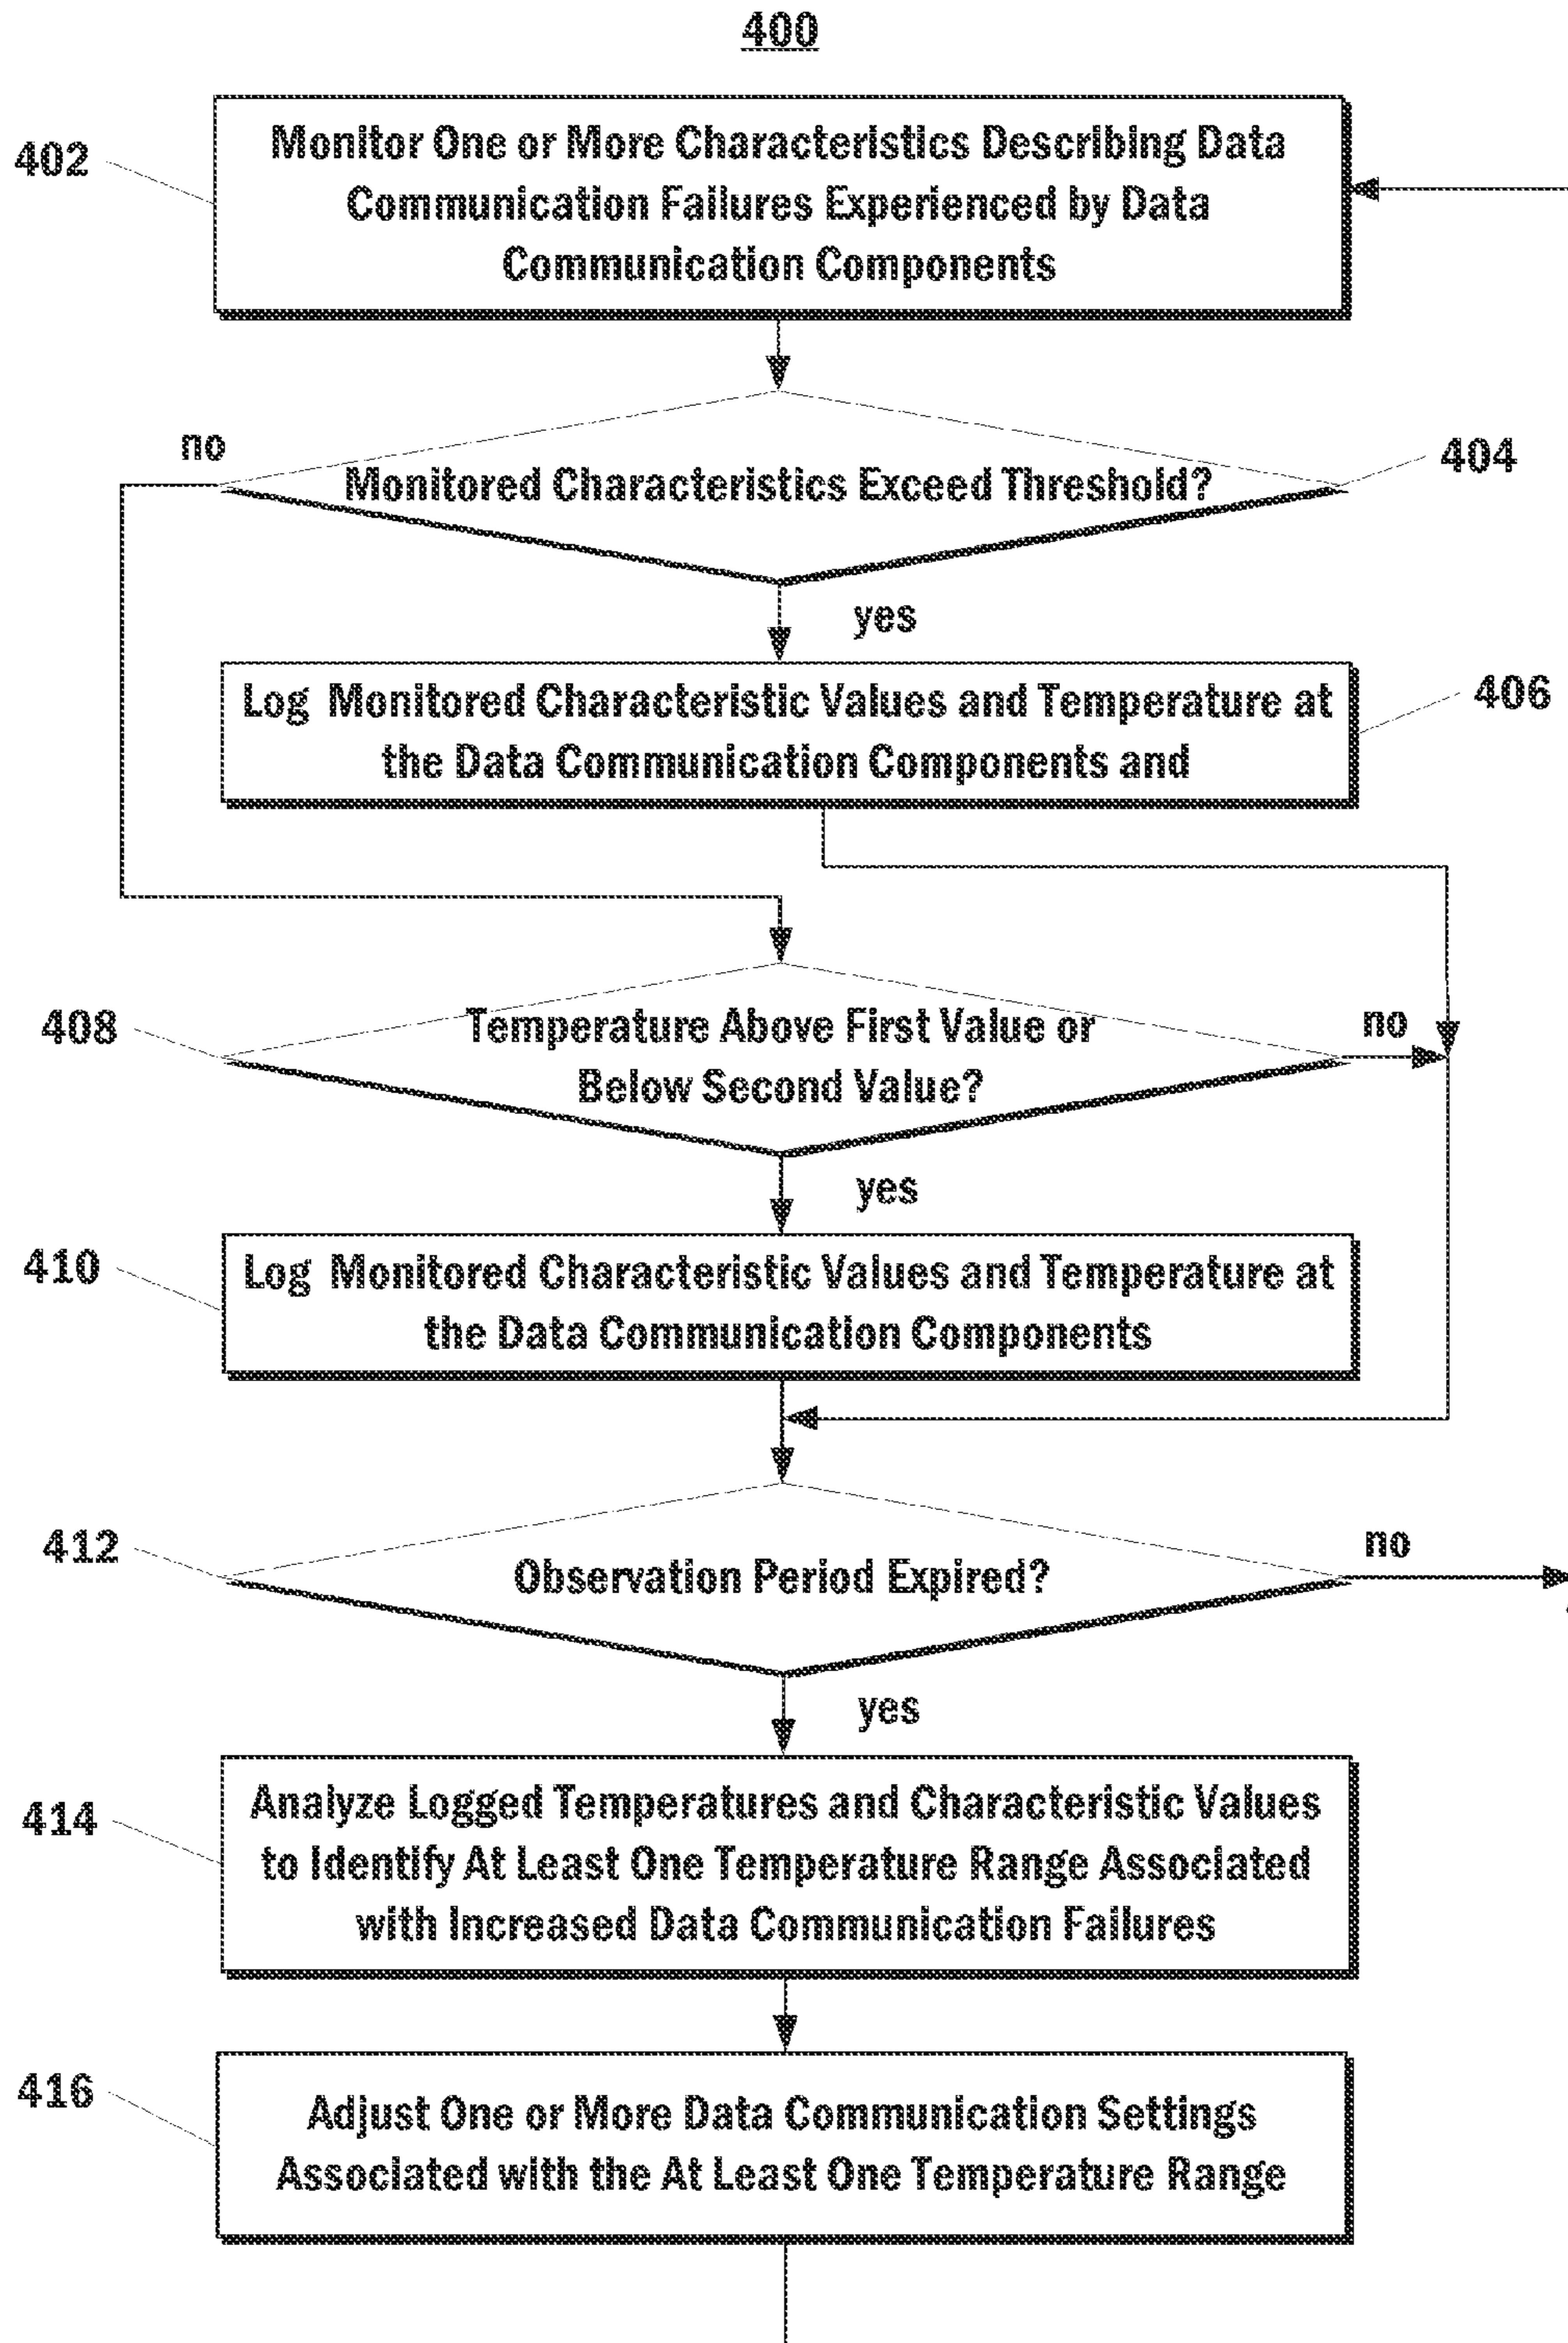 400
402
Monitor One or More Characteristics Describing Data
Communication Failures Experienced by Data
Communication Components
no
404
Monitored Characteristics Exceed Threshold?
yes
Log Monitored Characteristic Values and Temperature at
the Data Communication Components and
406
408
Temperature Above First Value or
Below Second Value?
no
yes
410
Log Monitored Characteristic Values and Temperature at
the Data Communication Components
412
Observation Period Expired?
no
yes
414
Analyze Logged Temperatures and Characteristic Values
to Identify At Least One Temperature Range Associated
with Increased Data Communication Failures
416
Adjust One or More Data Communication Settings
Associated with the At Least One Temperature Range